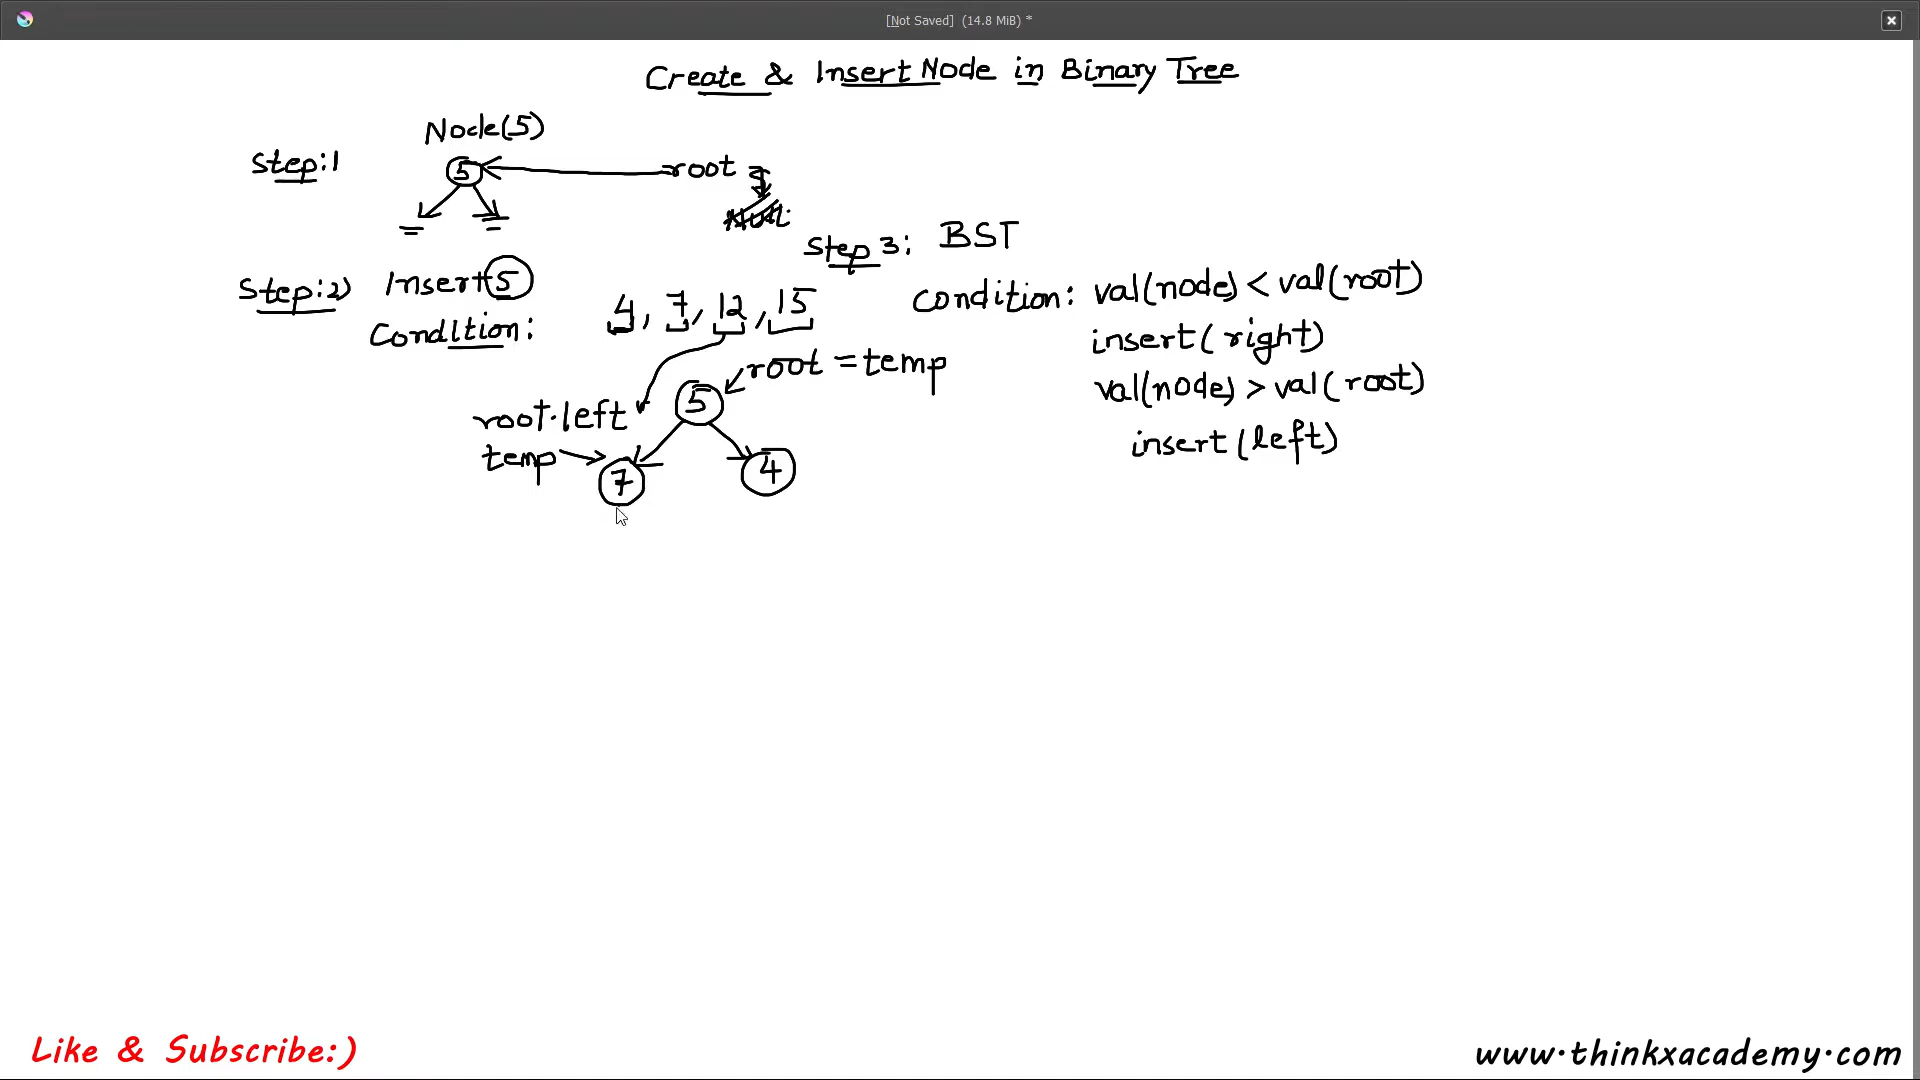 [Not Saved] (14.8 MiB) *
Create & Insert Node in Binary Tree
Node(5)
Step:1
5
root
Null
Step 3: BST
Step:2) Insert 5
Condition:
4, 7, 12, 15
Condition: val(node) < val(root)
insert(right)
val(node) > val(root)
insert(left)
root = temp
5
root.left
temp
7
4
Like & Subscribe:)
www.thinkxacademy.com